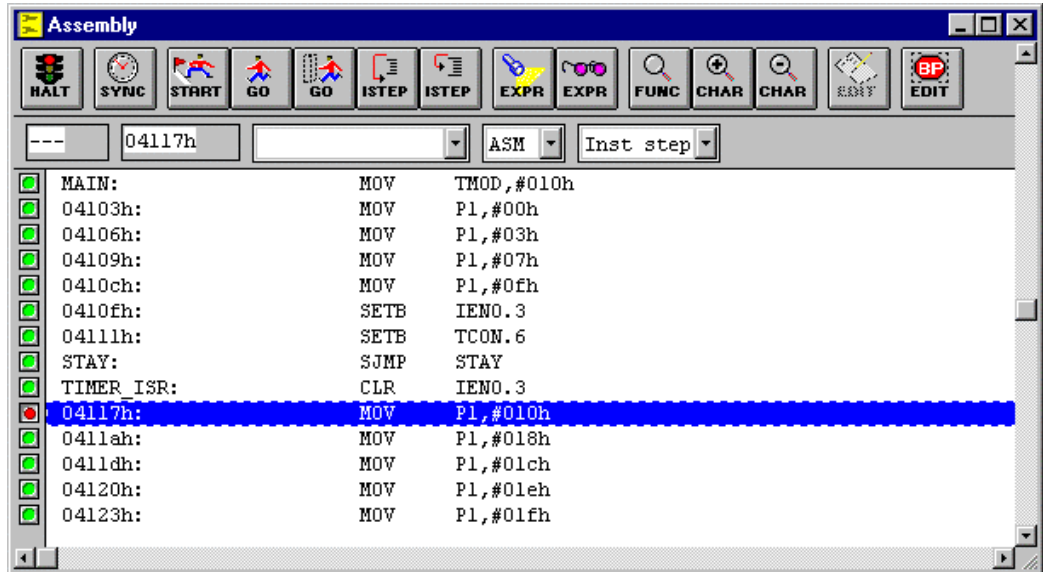 Assembly
HALT SYNC START GO GO ISTEP ISTEP EXPR EXPR FUNC CHAR CHAR EDIT BP EDIT
--- 04117h ASM Inst step
MAIN: MOV TMOD,#010h
04103h: MOV P1,#00h
04106h: MOV P1,#03h
04109h: MOV P1,#07h
0410ch: MOV P1,#0fh
0410fh: SETB IEN0.3
04111h: SETB TCON.6
STAY: SJMP STAY
TIMER_ISR: CLR IEN0.3
04117h: MOV P1,#010h
0411ah: MOV P1,#018h
0411dh: MOV P1,#01ch
04120h: MOV P1,#01eh
04123h: MOV P1,#01fh